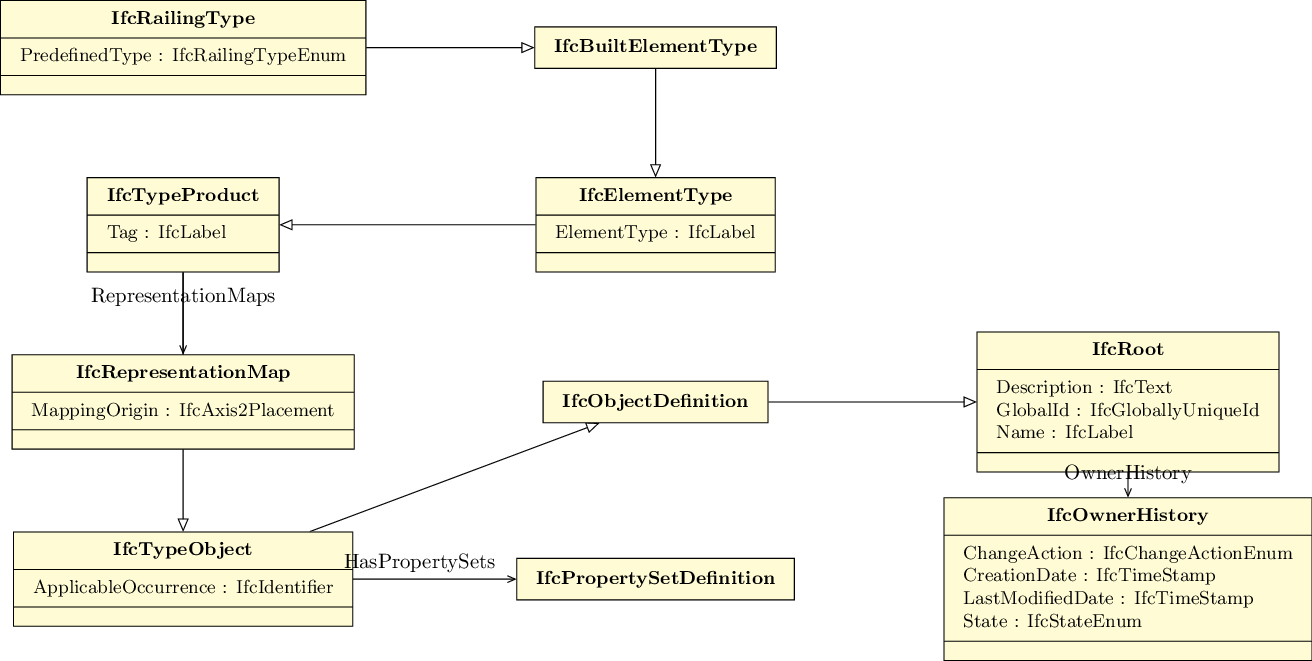 IfcRailingType
PredefinedType : IfcRailingTypeEnum
IfcBuiltElementType
IfcTypeProduct
Tag : IfcLabel
IfcElementType
ElementType : IfcLabel
RepresentationMaps
IfcRepresentationMap
MappingOrigin : IfcAxis2Placement
IfcObjectDefinition
IfcRoot
Description : IfcText
GlobalId : IfcGloballyUniqueId
Name : IfcLabel
OwnerHistory
IfcTypeObject
ApplicableOccurrence : IfcIdentifier
HasPropertySets
IfcPropertySetDefinition
IfcOwnerHistory
ChangeAction : IfcChangeActionEnum
CreationDate : IfcTimeStamp
LastModifiedDate : IfcTimeStamp
State : IfcStateEnum